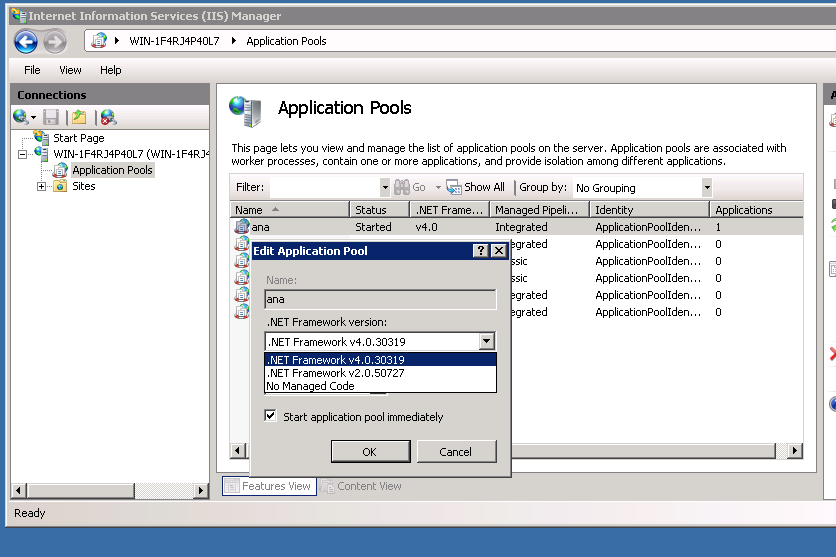 Internet Information Services (IIS) Manager
WIN-1F4RJ4P40L7 Application Pools
File View Help
Connections
Start Page
WIN-1F4RJ4P40L7 (WIN-1F4RJ4
Application Pools
Sites
Application Pools
This page lets you view and manage the list of application pools on the server. Application pools are associated with
worker processes, contain one or more applications, and provide isolation among different applications.
Filter: Go Show All Group by: No Grouping
Name Status .NET Frame... Managed Pipeli... Identity Applications
ana Started v4.0 Integrated ApplicationPoolIden... 1
egrated ApplicationPoolIden... 0
ssic ApplicationPoolIden... 0
ssic ApplicationPoolIden... 0
egrated ApplicationPoolIden... 0
egrated ApplicationPoolIden... 0
Edit Application Pool
Name:
ana
.NET Framework version:
.NET Framework v4.0.30319
.NET Framework v4.0.30319
.NET Framework v2.0.50727
No Managed Code
Start application pool immediately
OK Cancel
Features View Content View
Ready